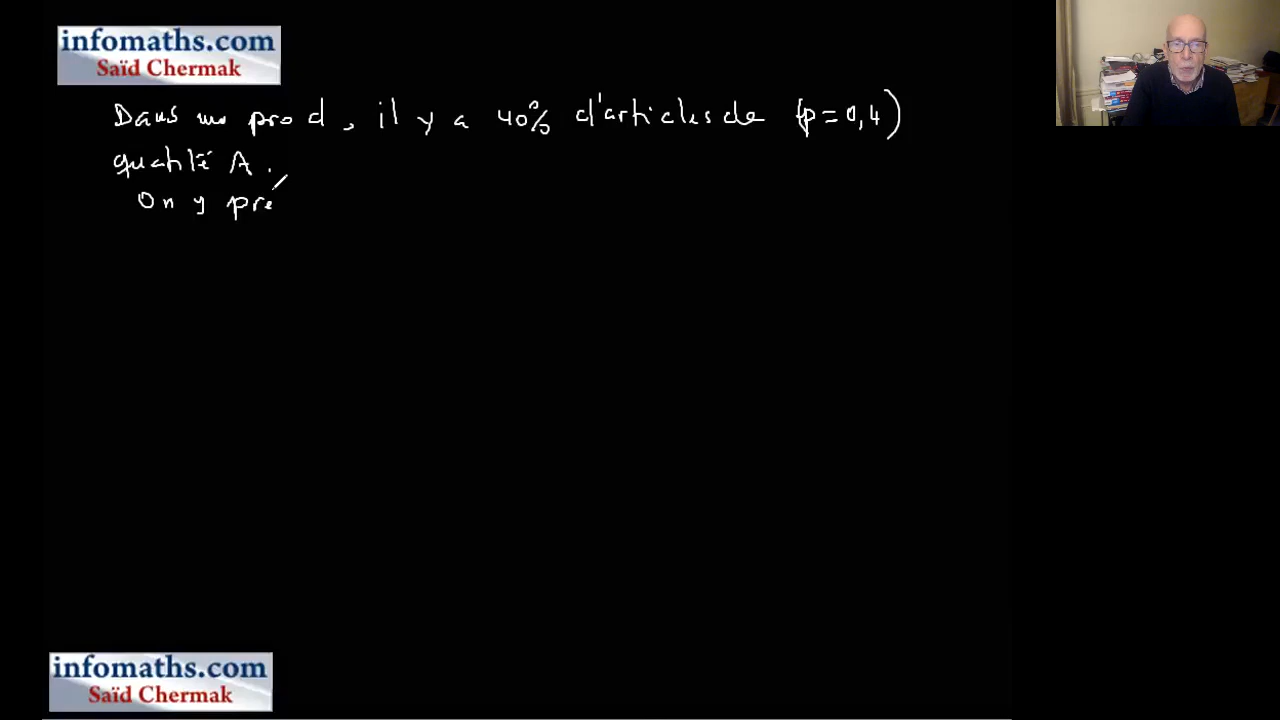 infomaths.com
Saïd Chermak
Dans une prod, il y a 40% d'articles de (p = 0,4)
qualité A.
On y pré
infomaths.com
Saïd Chermak